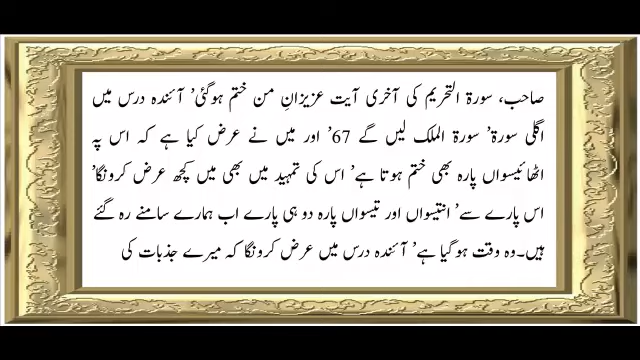 صاحب، سورۃ التحریم کی آخری آیت عزیزانِ من ختم ہوگئی’ آئندہ درس میں
اگلی سورۃ’ سورۃ الملک لیں گے 67’ اور میں نے عرض کیا ہے کہ اس پہ
اٹھائیسواں پارہ بھی ختم ہوتا ہے’ اس کی تمہید میں بھی میں کچھ عرض کرونگا’
اس پارے سے’ انتیسواں اور تیسواں پارہ دو ہی پارے اب ہمارے سامنے رہ گئے
ہیں۔وہ وقت ہوگیا ہے’ آئندہ درس میں عرض کرونگا کہ میرے جذبات کی